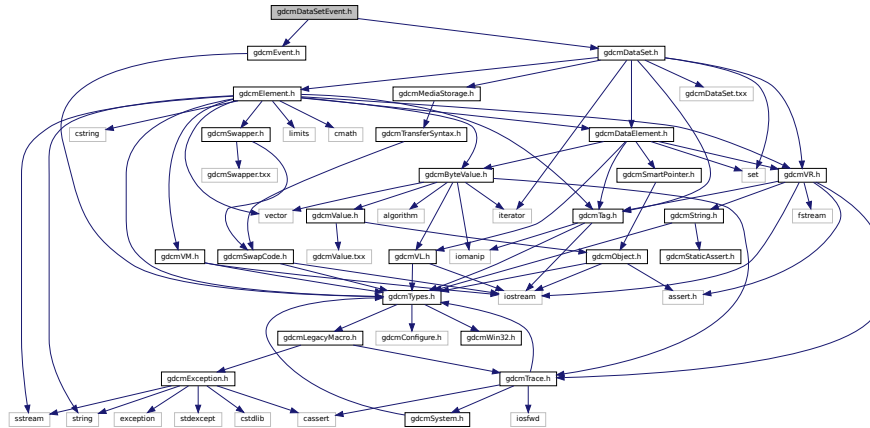 gdcmDataSetEvent.h
gdcmEvent.h
gdcmDataSet.h
gdcmElement.h
gdcmMediaStorage.h
gdcmDataSet.txx
cstring
gdcmSwapper.h
limits
cmath
gdcmTransferSyntax.h
gdcmDataElement.h
gdcmSwapper.txx
gdcmByteValue.h
gdcmSmartPointer.h
set
gdcmVR.h
vector
gdcmValue.h
algorithm
iterator
gdcmTag.h
gdcmString.h
fstream
gdcmVM.h
gdcmSwapCode.h
gdcmValue.txx
gdcmVL.h
iomanip
gdcmObject.h
gdcmStaticAssert.h
gdcmTypes.h
iostream
assert.h
gdcmLegacyMacro.h
gdcmConfigure.h
gdcmWin32.h
gdcmException.h
gdcmTrace.h
sstream
string
exception
stdexcept
cstdlib
cassert
gdcmSystem.h
iosfwd